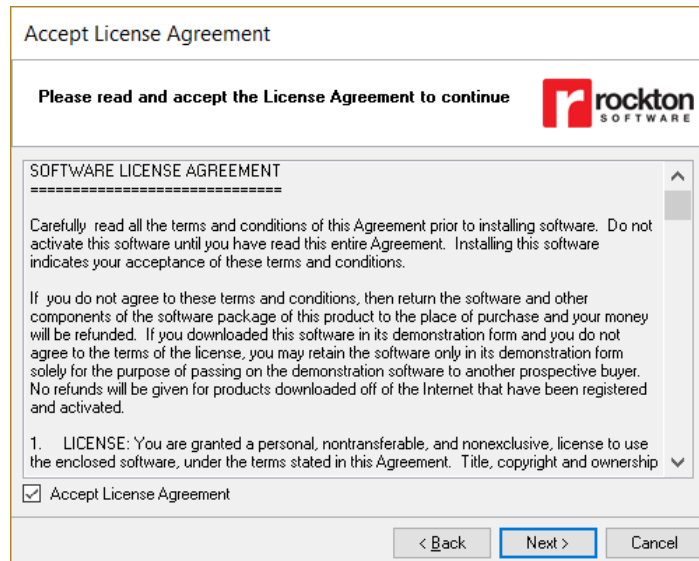 Accept License Agreement
Please read and accept the License Agreement to continue
rockton
SOFTWARE
SOFTWARE LICENSE AGREEMENT
==============================
Carefully  read all the terms and conditions of this Agreement prior to installing software.  Do not
activate this software until you have read this entire Agreement.  Installing this software
indicates your acceptance of these terms and conditions.
If  you do not agree to these terms and conditions, then return the software and other
components of the software package of this product to the place of purchase and your money
will be refunded.  If you downloaded this software in its demonstration form and you do not
agree to the terms of the license, you may retain the software only in its demonstration form
solely for the purpose of passing on the demonstration software to another prospective buyer.
No refunds will be given for products downloaded off of the Internet that have been registered
and activated.
1.    LICENSE: You are granted a personal, nontransferable, and nonexclusive, license to use
the enclosed software, under the terms stated in this Agreement.  Title, copyright and ownership
Accept License Agreement
< Back
Next >
Cancel